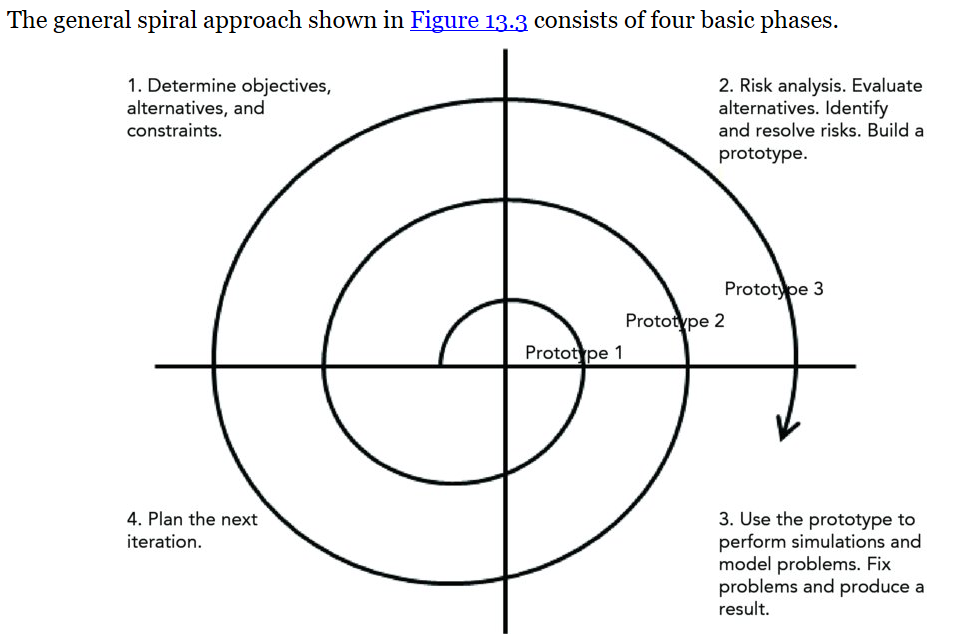 The general spiral approach shown in Figure 13.3 consists of four basic phases.
1. Determine objectives,
alternatives, and
constraints.
2. Risk analysis. Evaluate
alternatives. Identify
and resolve risks. Build a
prototype.
Prototype 3
Prototype 2
Prototype 1
4. Plan the next
iteration.
3. Use the prototype to
perform simulations and
model problems. Fix
problems and produce a
result.